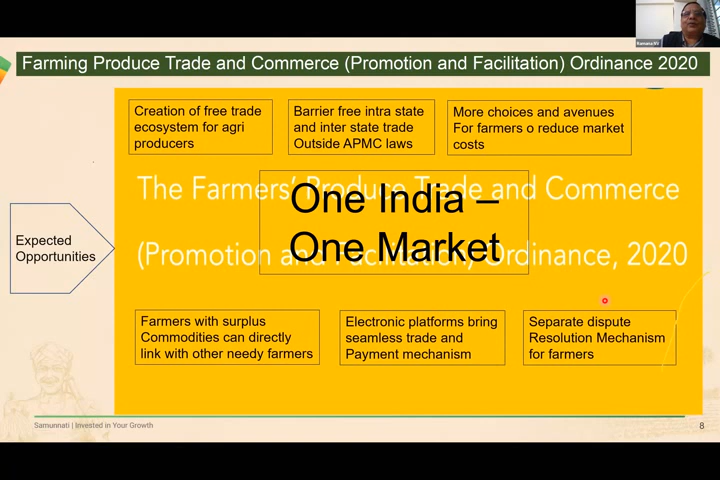 Ramana NV
Farming Produce Trade and Commerce (Promotion and Facilitation) Ordinance 2020
Creation of free trade
ecosystem for agri
producers
Barrier free intra state
and inter state trade
Outside APMC laws
More choices and avenues
For farmers o reduce market
costs
The Farmers' Produce Trade and Commerce
(Promotion and Facilitation) Ordinance, 2020
One India –
One Market
Expected
Opportunities
Farmers with surplus
Commodities can directly
link with other needy farmers
Electronic platforms bring
seamless trade and
Payment mechanism
Separate dispute
Resolution Mechanism
for farmers
Samunnati | Invested in Your Growth
8